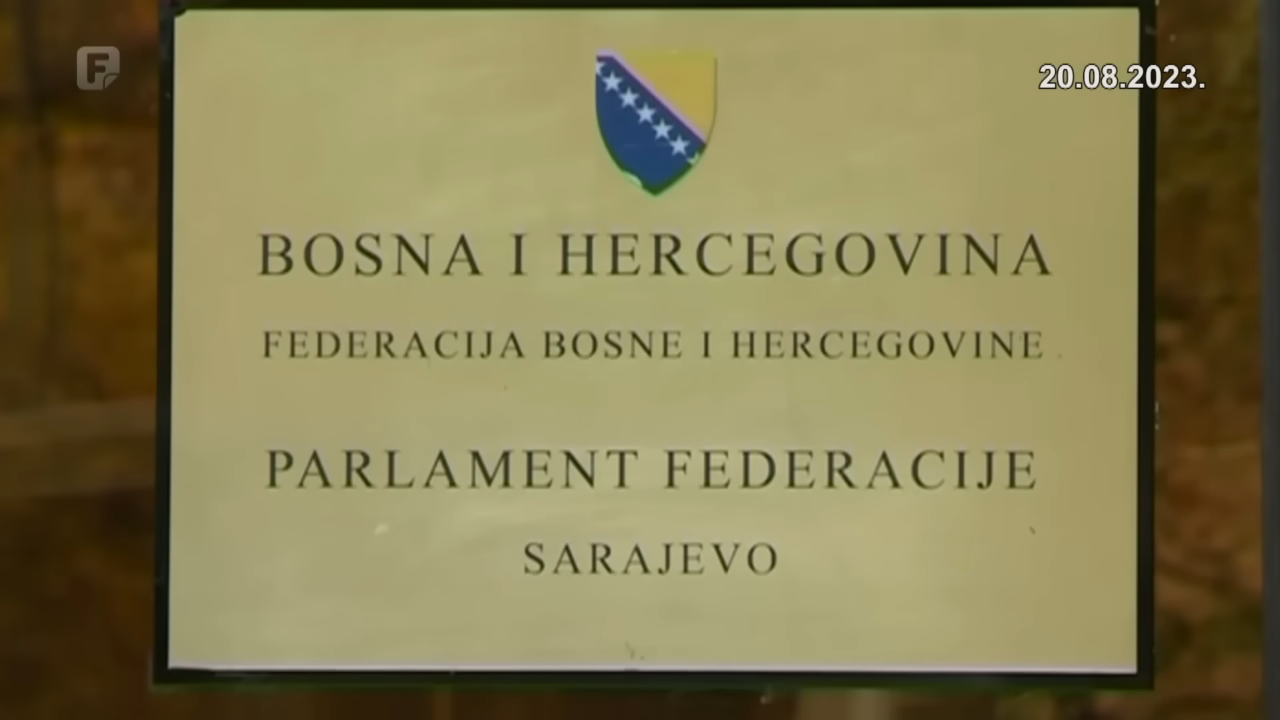 F
20.08.2023.
BOSNA I HERCEGOVINA
FEDERACIJA BOSNE I HERCEGOVINE
PARLAMENT FEDERACIJE
SARAJEVO